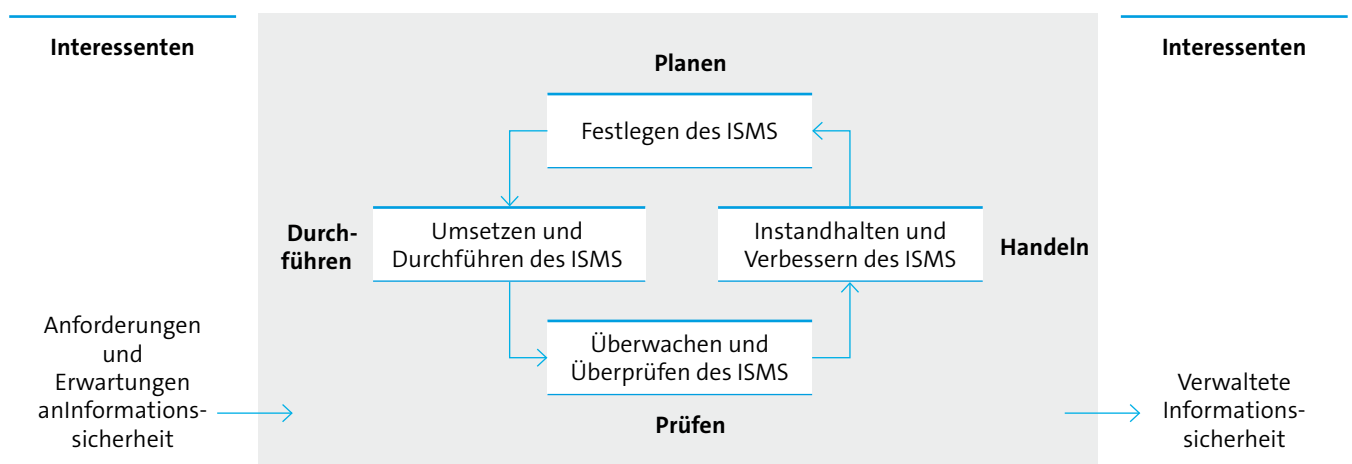 Interessenten
Interessenten
Planen
Festlegen des ISMS
Durch-
führen
Umsetzen und
Durchführen des ISMS
Instandhalten und
Verbessern des ISMS
Handeln
Überwachen und
Überprüfen des ISMS
Prüfen
Anforderungen
und
Erwartungen
anInformations-
sicherheit
Verwaltete
Informations-
sicherheit